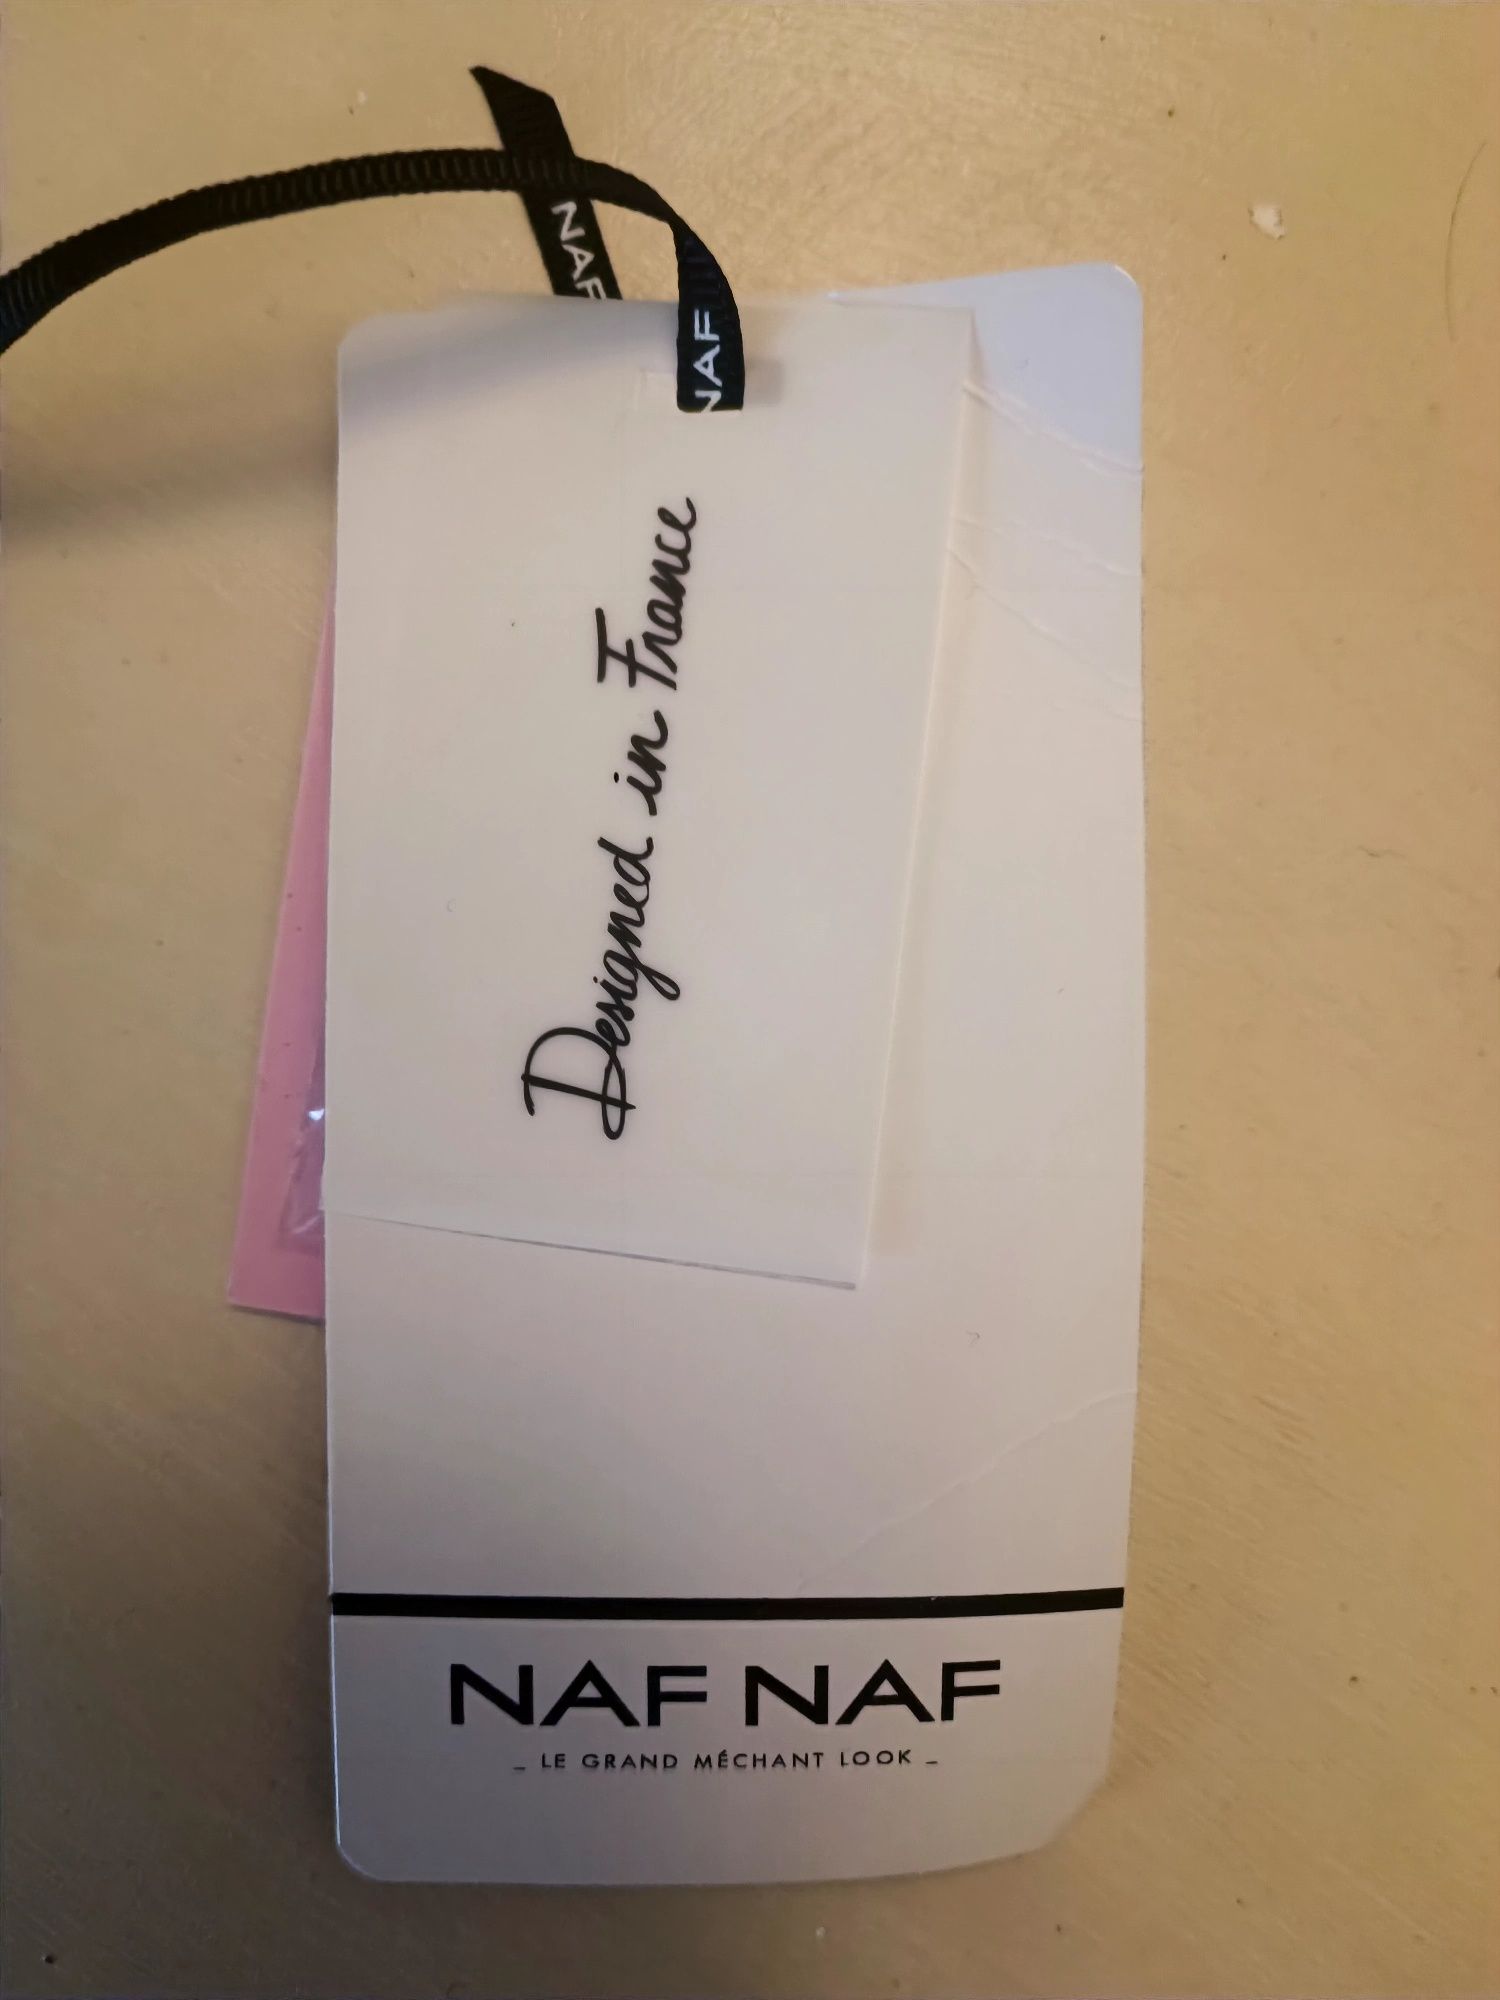 NAF
NAF
Designed in France
NAF NAF
_ LE GRAND MÉCHANT LOOK _